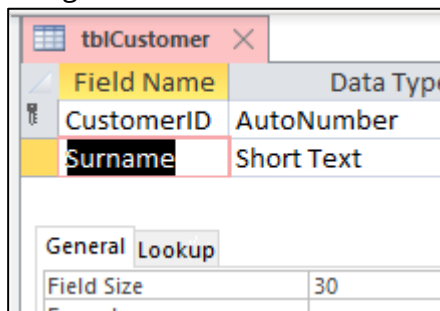 tblCustomer
Field Name Data Type
CustomerID AutoNumber
Surname Short Text
General Lookup
Field Size 30